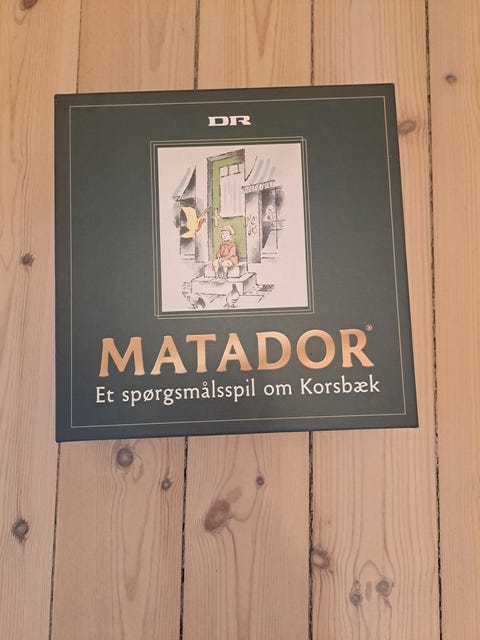 DR
MATADOR®
Et spørgsmålsspil om Korsbæk